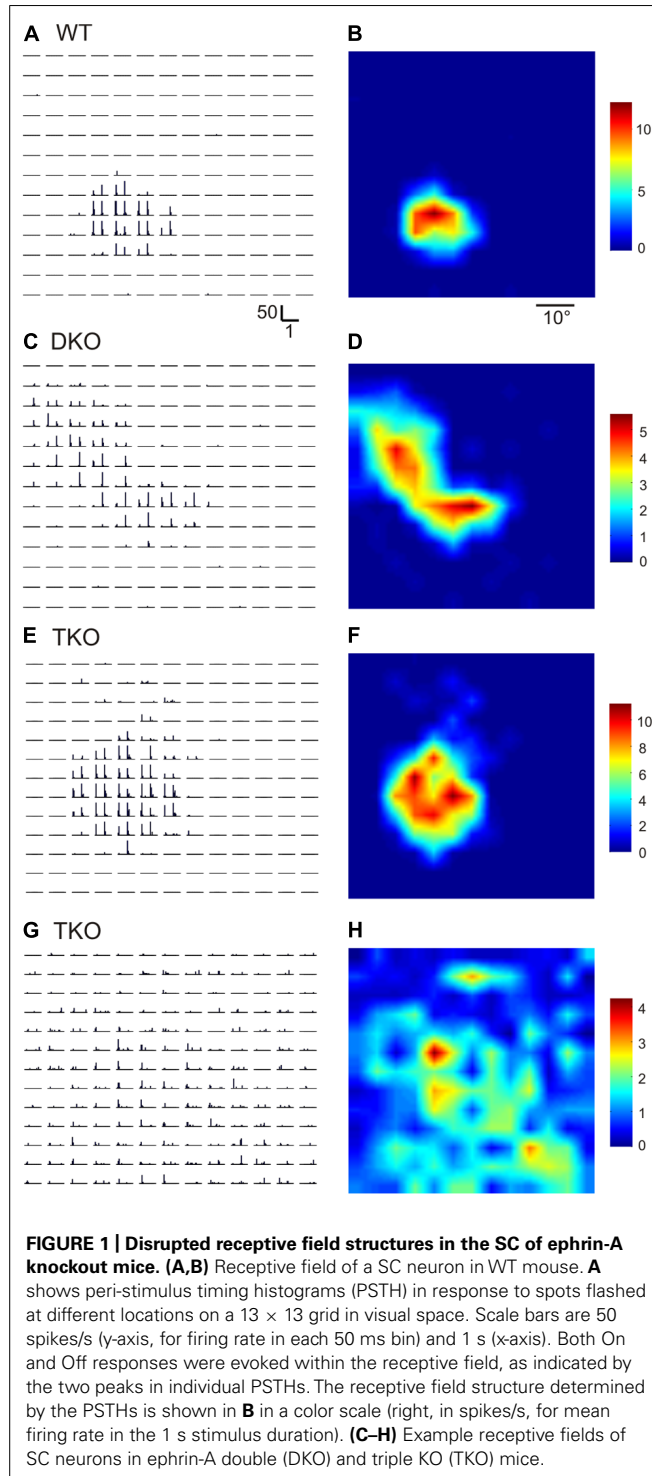 A WT
B
10
5
0
50
1
10°
C DKO
D
5
4
3
2
1
0
E TKO
F
10
8
6
4
2
0
G TKO
H
4
3
2
1
0
FIGURE 1 | Disrupted receptive field structures in the SC of ephrin-A
knockout mice. (A,B) Receptive field of a SC neuron in WT mouse. A
shows peri-stimulus timing histograms (PSTH) in response to spots flashed
at different locations on a 13 × 13 grid in visual space. Scale bars are 50
spikes/s (y-axis, for firing rate in each 50 ms bin) and 1 s (x-axis). Both On
and Off responses were evoked within the receptive field, as indicated by
the two peaks in individual PSTHs. The receptive field structure determined
by the PSTHs is shown in B in a color scale (right, in spikes/s, for mean
firing rate in the 1 s stimulus duration). (C–H) Example receptive fields of
SC neurons in ephrin-A double (DKO) and triple KO (TKO) mice.